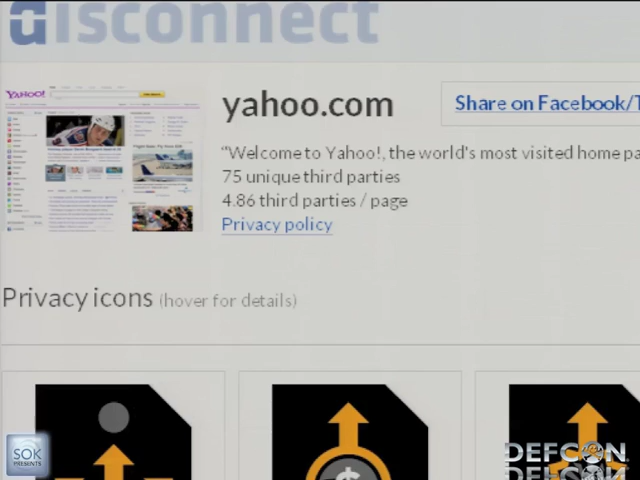 disconnect
YAHOO!
yahoo.com
Share on Facebook/T
"Welcome to Yahoo!, the world's most visited home pa
75 unique third parties
4.86 third parties / page
Privacy policy
Privacy icons (hover for details)
$
SOK
PRESENTS
DEFCON